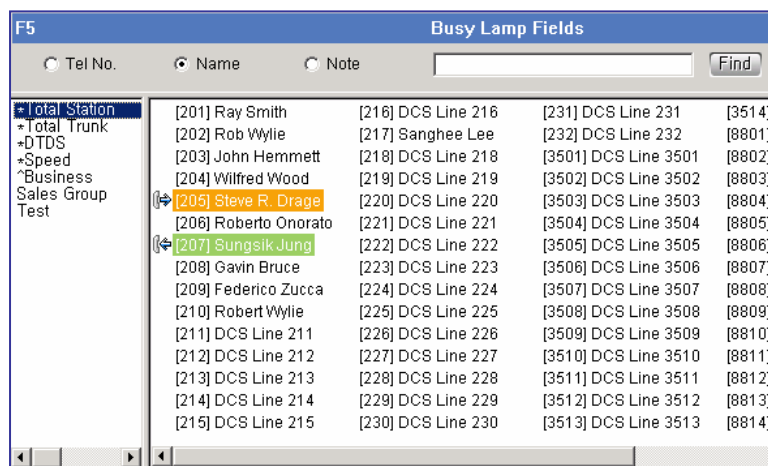 F5 Busy Lamp Fields
Tel No. Name Note Find
*Total Station
*Total Trunk
*DTDS
*Speed
^Business
Sales Group
Test
[201] Ray Smith [216] DCS Line 216 [231] DCS Line 231 [3514]
[202] Rob Wylie [217] Sanghee Lee [232] DCS Line 232 [8801]
[203] John Hemmett [218] DCS Line 218 [3501] DCS Line 3501 [8802]
[204] Wilfred Wood [219] DCS Line 219 [3502] DCS Line 3502 [8803]
[205] Steve R. Drage [220] DCS Line 220 [3503] DCS Line 3503 [8804]
[206] Roberto Onorato [221] DCS Line 221 [3504] DCS Line 3504 [8805]
[207] Sungsik Jung [222] DCS Line 222 [3505] DCS Line 3505 [8806]
[208] Gavin Bruce [223] DCS Line 223 [3506] DCS Line 3506 [8807]
[209] Federico Zucca [224] DCS Line 224 [3507] DCS Line 3507 [8808]
[210] Robert Wylie [225] DCS Line 225 [3508] DCS Line 3508 [8809]
[211] DCS Line 211 [226] DCS Line 226 [3509] DCS Line 3509 [8810]
[212] DCS Line 212 [227] DCS Line 227 [3510] DCS Line 3510 [8811]
[213] DCS Line 213 [228] DCS Line 228 [3511] DCS Line 3511 [8812]
[214] DCS Line 214 [229] DCS Line 229 [3512] DCS Line 3512 [8813]
[215] DCS Line 215 [230] DCS Line 230 [3513] DCS Line 3513 [8814]